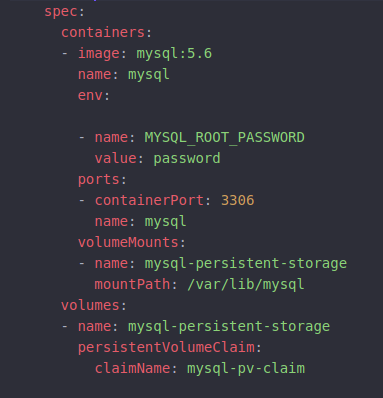 spec:
  containers:
  - image: mysql:5.6
    name: mysql
    env:

    - name: MYSQL_ROOT_PASSWORD
      value: password
    ports:
    - containerPort: 3306
      name: mysql
    volumeMounts:
    - name: mysql-persistent-storage
      mountPath: /var/lib/mysql
  volumes:
  - name: mysql-persistent-storage
    persistentVolumeClaim:
      claimName: mysql-pv-claim